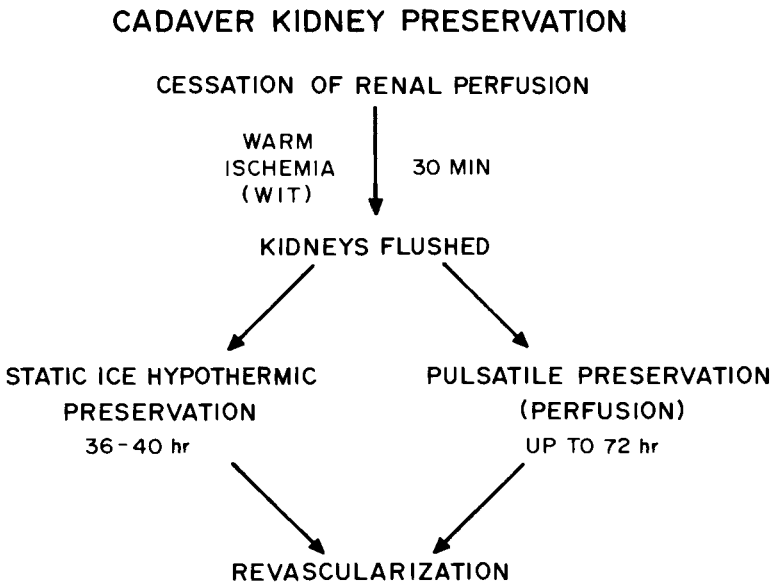 CADAVER KIDNEY PRESERVATION
CESSATION OF RENAL PERFUSION
WARM
ISCHEMIA
(WIT)
30 MIN
KIDNEYS FLUSHED
STATIC ICE HYPOTHERMIC
PRESERVATION
36-40 hr
PULSATILE PRESERVATION
(PERFUSION)
UP TO 72 hr
REVASCULARIZATION